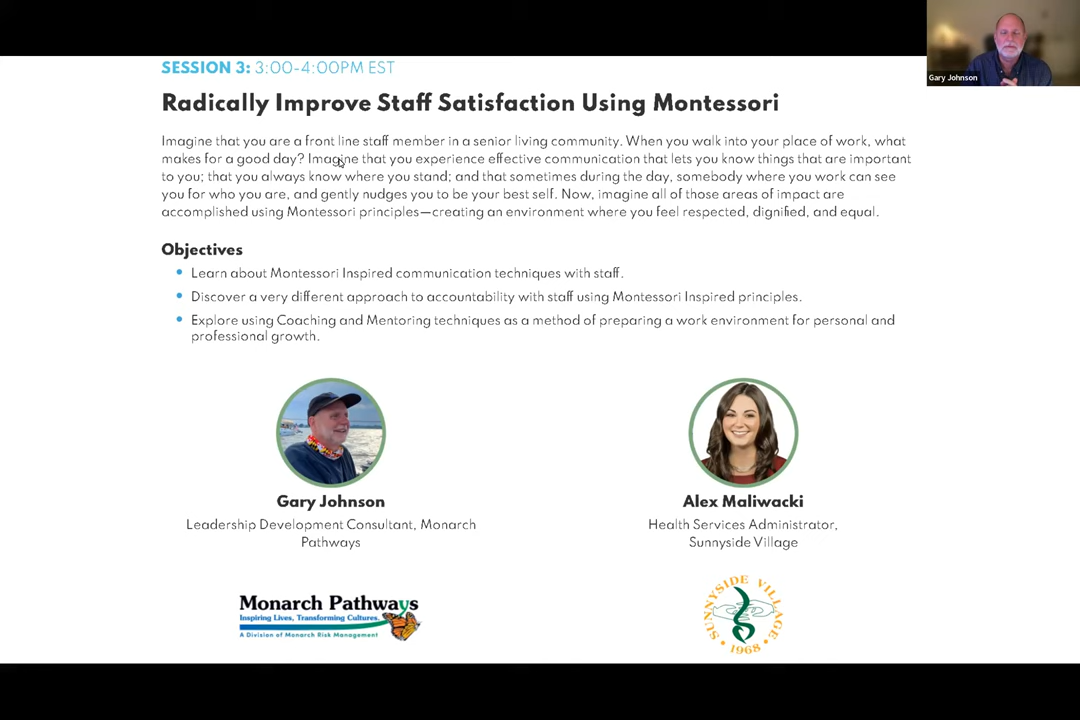 SESSION 3: 3:00-4:00PM EST
Gary Johnson
Radically Improve Staff Satisfaction Using Montessori
Imagine that you are a front line staff member in a senior living community. When you walk into your place of work, what
makes for a good day? Imagine that you experience effective communication that lets you know things that are important
to you; that you always know where you stand; and that sometimes during the day, somebody where you work can see
you for who you are, and gently nudges you to be your best self. Now, imagine all of those areas of impact are
accomplished using Montessori principles—creating an environment where you feel respected, dignified, and equal.
Objectives
• Learn about Montessori Inspired communication techniques with staff.
• Discover a very different approach to accountability with staff using Montessori Inspired principles.
• Explore using Coaching and Mentoring techniques as a method of preparing a work environment for personal and
professional growth.
Gary Johnson
Leadership Development Consultant, Monarch
Pathways
Alex Maliwacki
Health Services Administrator,
Sunnyside Village
Monarch Pathways
Inspiring Lives, Transforming Cultures.
A Division of Monarch Risk Management
SUNNYSIDE VILLAGE
1968